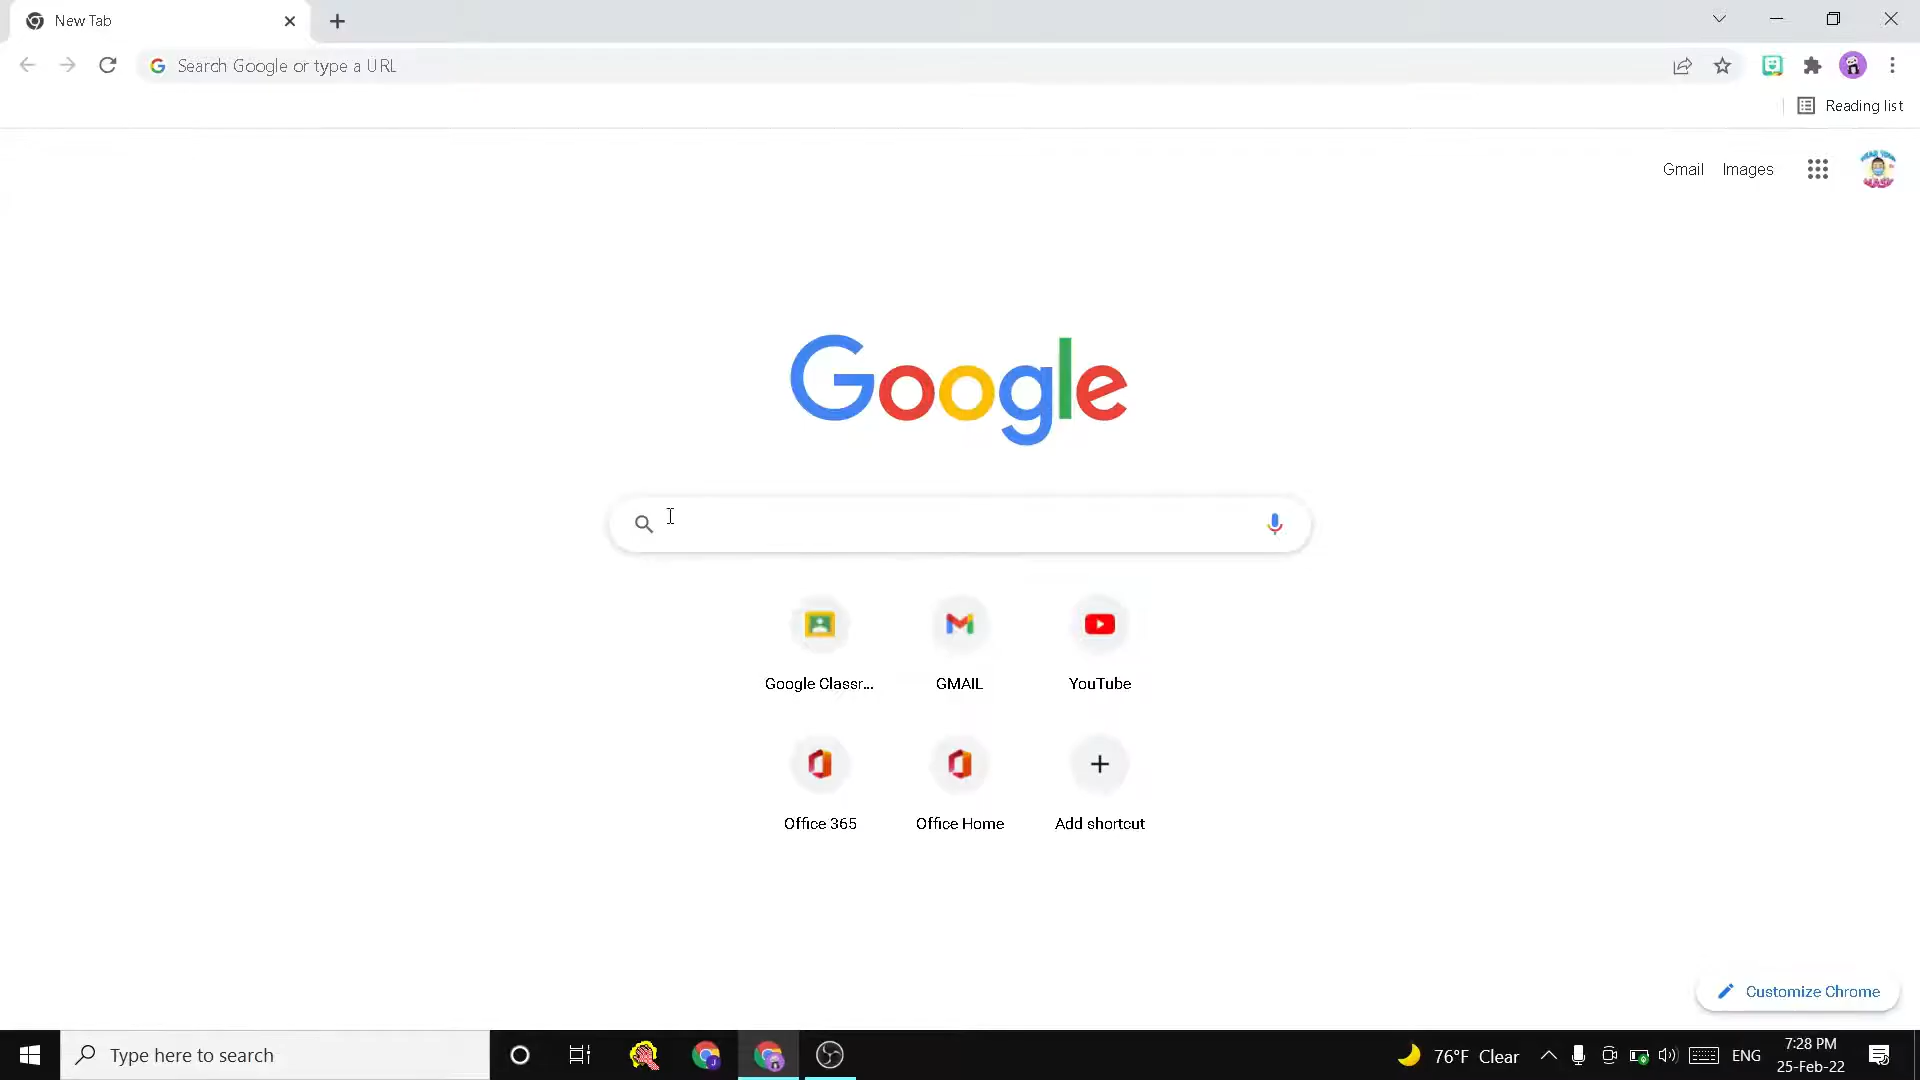 New Tab
Search Google or type a URL
Reading list
Gmail Images
Google
Google Classr...
GMAIL
YouTube
Office 365
Office Home
Add shortcut
Customize Chrome
Type here to search
76°F Clear
ENG
7:28 PM
25-Feb-22